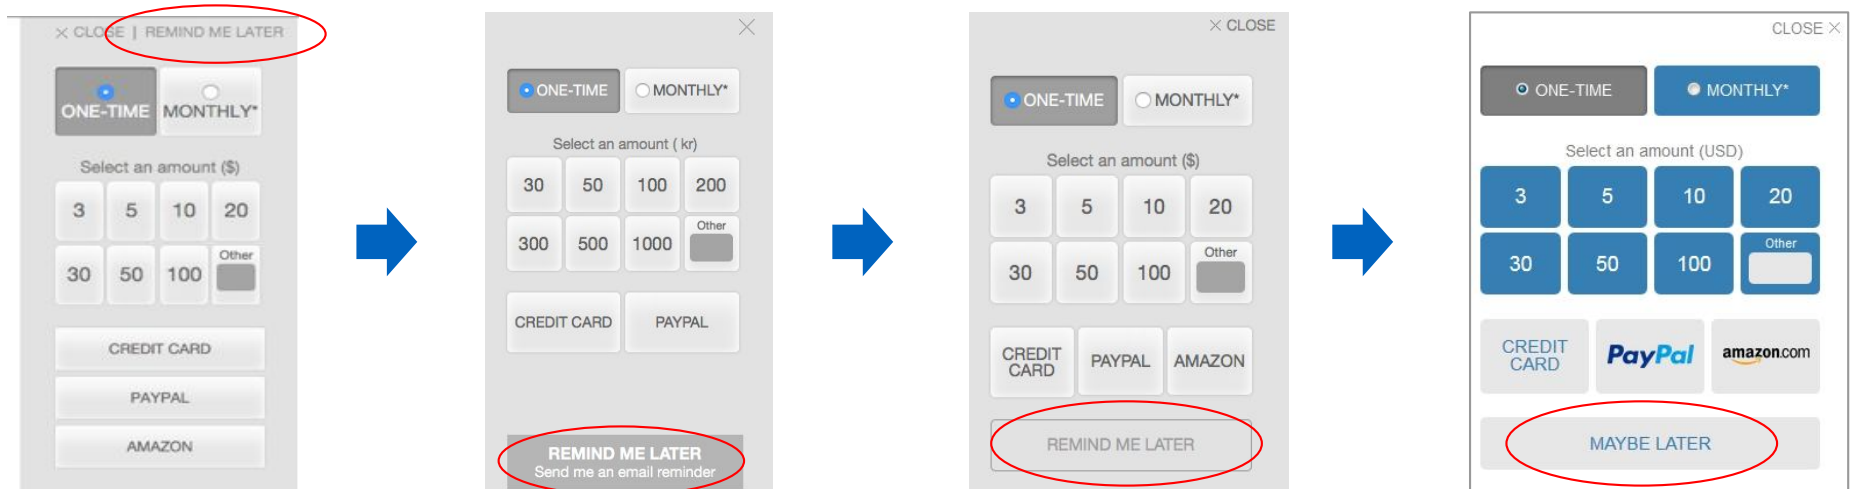 × CLOSE | REMIND ME LATER
ONE-TIME MONTHLY*
Select an amount ($)
3 5 10 20
Other
30 50 100
CREDIT CARD
PAYPAL
AMAZON
×
ONE-TIME MONTHLY*
Select an amount ( kr)
30 50 100 200
Other
300 500 1000
CREDIT CARD PAYPAL
REMIND ME LATER
Send me an email reminder
× CLOSE
ONE-TIME MONTHLY*
Select an amount ($)
3 5 10 20
Other
30 50 100
CREDIT
CARD PAYPAL AMAZON
REMIND ME LATER
CLOSE ×
ONE-TIME MONTHLY*
Select an amount (USD)
3 5 10 20
Other
30 50 100
CREDIT
CARD PayPal amazon.com
MAYBE LATER